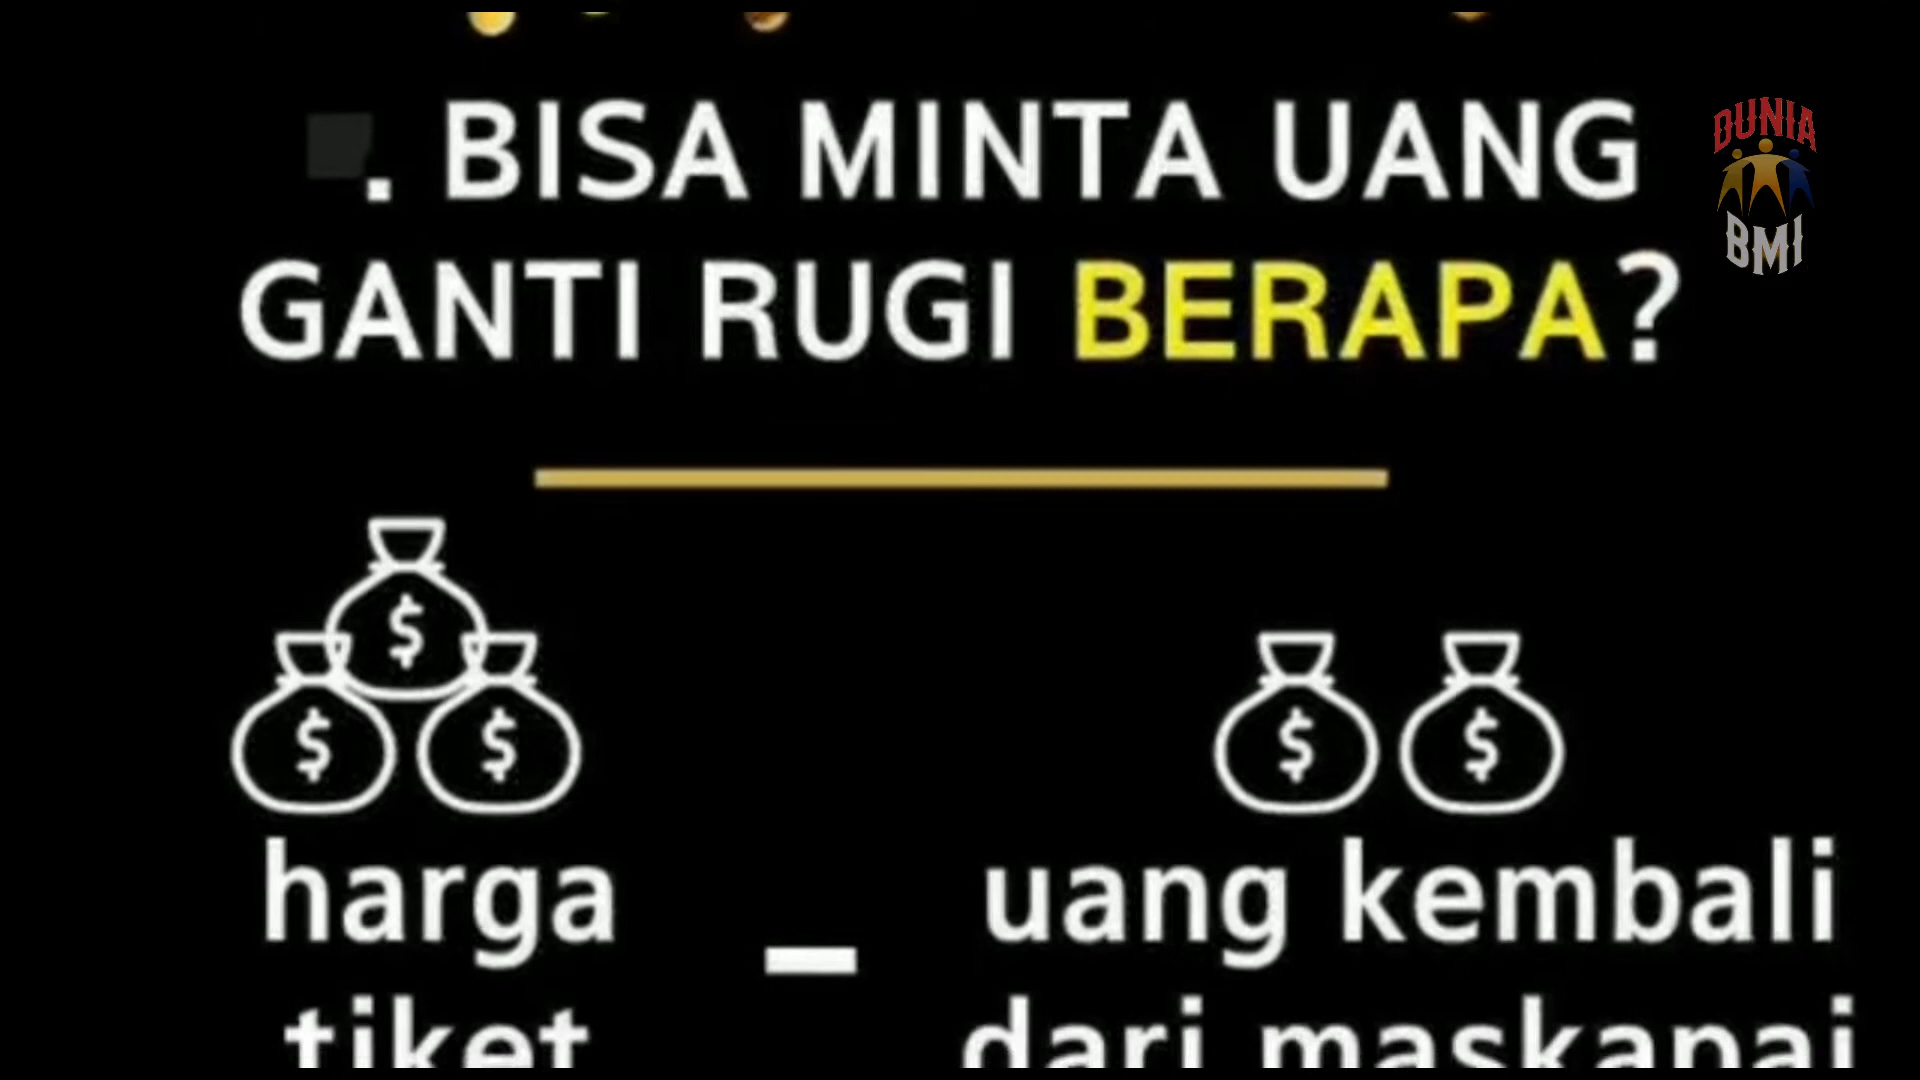 . BISA MINTA UANG
GANTI RUGI BERAPA?
DUNIA
BMI
$
$ $
$ $
harga
tiket
-
uang kembali
dari maskapai